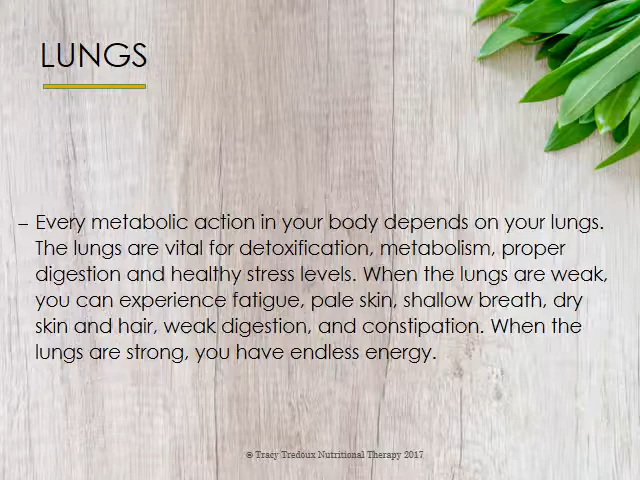 LUNGS
– Every metabolic action in your body depends on your lungs.
The lungs are vital for detoxification, metabolism, proper
digestion and healthy stress levels. When the lungs are weak,
you can experience fatigue, pale skin, shallow breath, dry
skin and hair, weak digestion, and constipation. When the
lungs are strong, you have endless energy.
© Tracy Tredoux Nutritional Therapy 2017